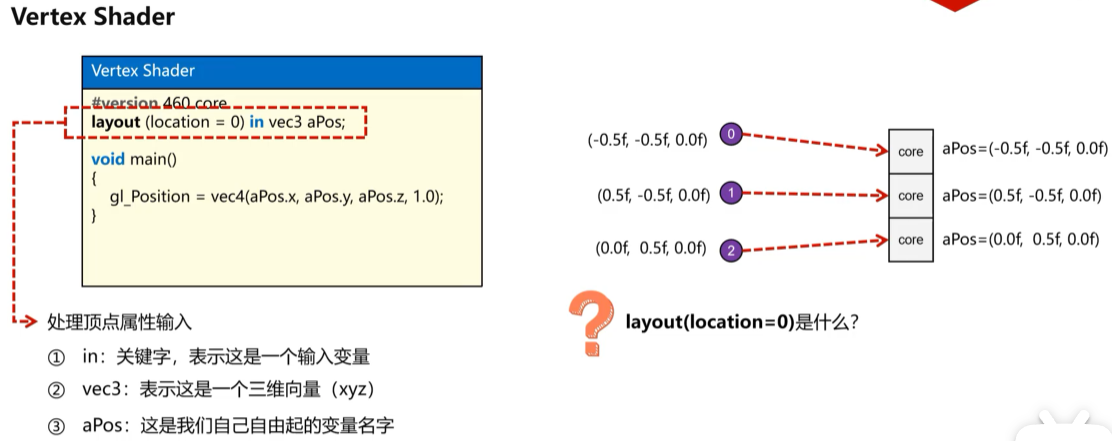 Vertex Shader
Vertex Shader
#version 460 core
layout (location = 0) in vec3 aPos;
void main()
{
gl_Position = vec4(aPos.x, aPos.y, aPos.z, 1.0);
}
处理顶点属性输入
① in：关键字，表示这是一个输入变量
② vec3：表示这是一个三维向量（xyz）
③ aPos：这是我们自己自由起的变量名字
(-0.5f, -0.5f, 0.0f) 0 core aPos=(-0.5f, -0.5f, 0.0f)
(0.5f, -0.5f, 0.0f) 1 core aPos=(0.5f, -0.5f, 0.0f)
(0.0f, 0.5f, 0.0f) 2 core aPos=(0.0f, 0.5f, 0.0f)
? layout(location=0)是什么？